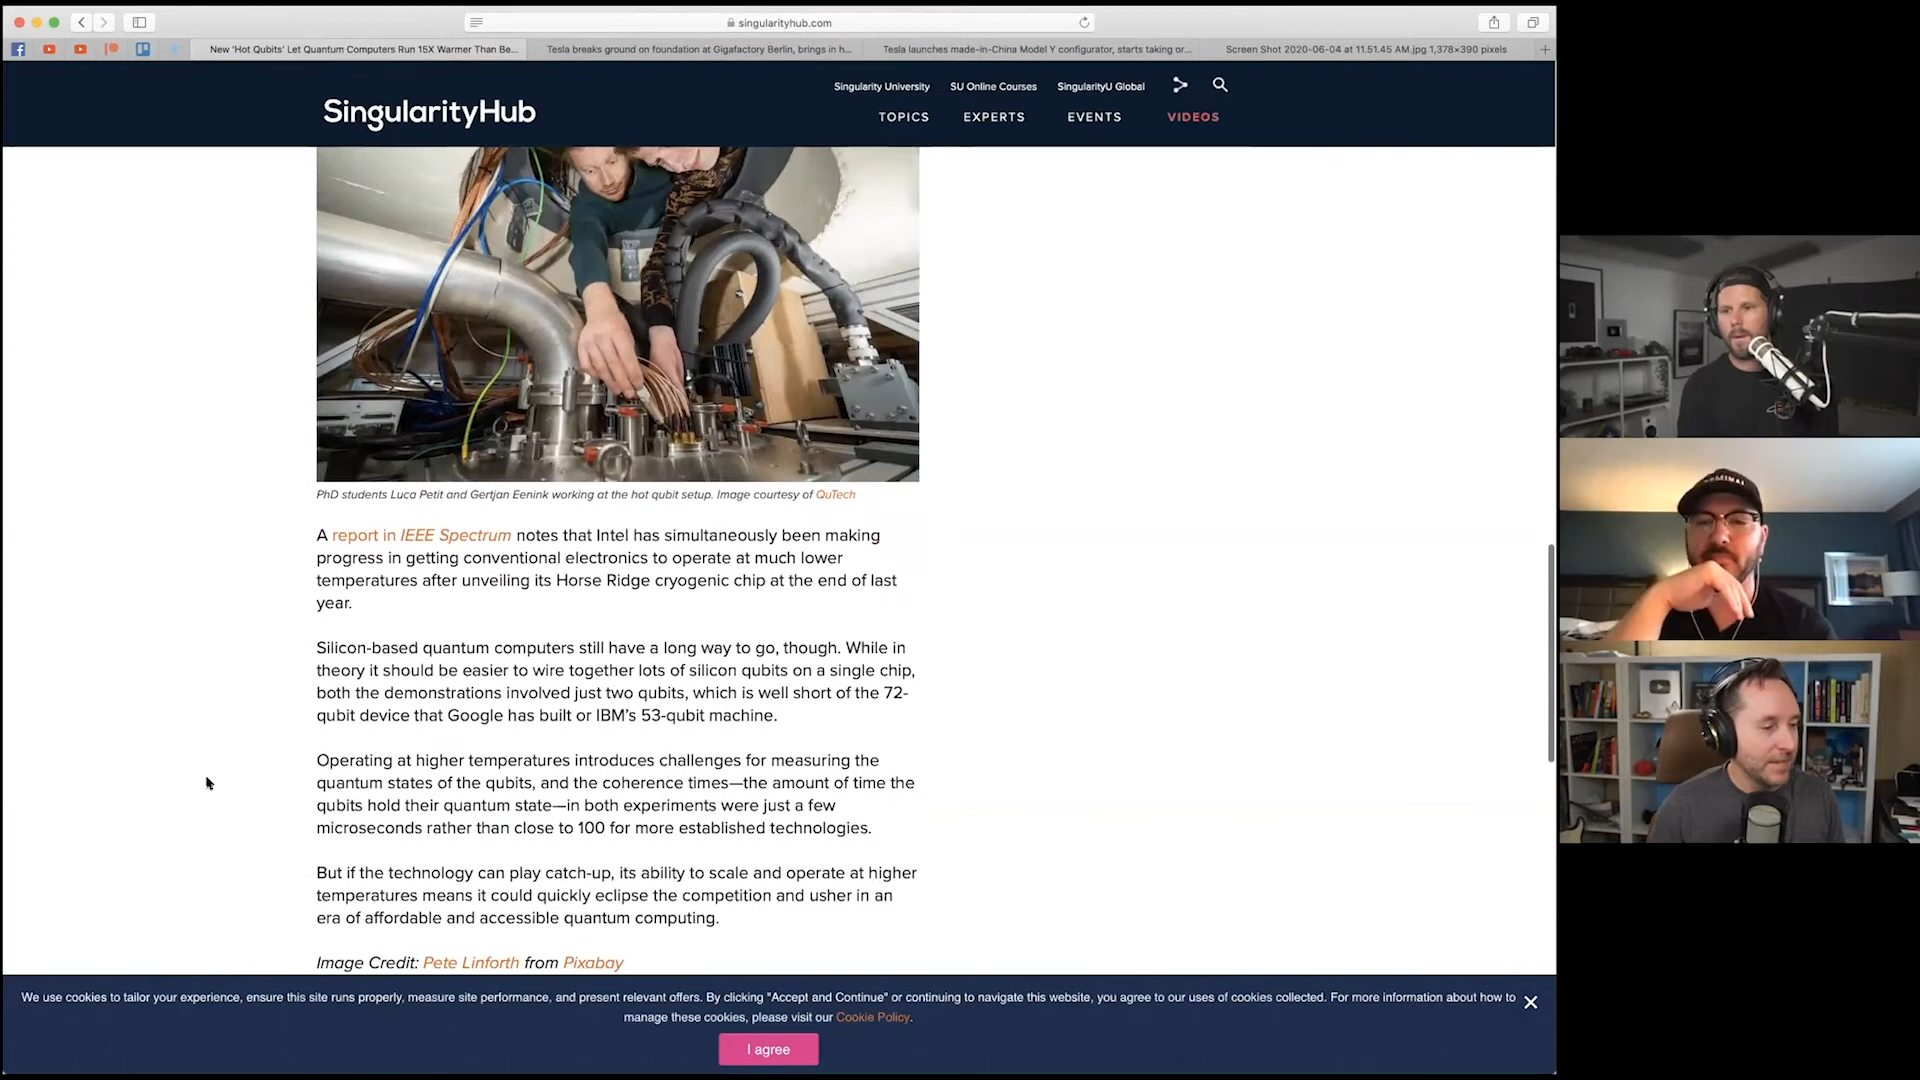 singularityhub.com
New 'Hot Qubits' Let Quantum Computers Run 15X Warmer Than Be...
Tesla breaks ground on foundation at Gigafactory Berlin, brings in h...
Tesla launches made-in-China Model Y configurator, starts taking or...
Screen Shot 2020-06-04 at 11.51.45 AM.jpg 1,378×390 pixels
Singularity University
SU Online Courses
SingularityU Global
SingularityHub
TOPICS
EXPERTS
EVENTS
VIDEOS
PhD students Luca Petit and Gertjan Eenink working at the hot qubit setup. Image courtesy of QuTech
A report in IEEE Spectrum notes that Intel has simultaneously been making
progress in getting conventional electronics to operate at much lower
temperatures after unveiling its Horse Ridge cryogenic chip at the end of last
year.
Silicon-based quantum computers still have a long way to go, though. While in
theory it should be easier to wire together lots of silicon qubits on a single chip,
both the demonstrations involved just two qubits, which is well short of the 72-
qubit device that Google has built or IBM's 53-qubit machine.
Operating at higher temperatures introduces challenges for measuring the
quantum states of the qubits, and the coherence times—the amount of time the
qubits hold their quantum state—in both experiments were just a few
microseconds rather than close to 100 for more established technologies.
But if the technology can play catch-up, its ability to scale and operate at higher
temperatures means it could quickly eclipse the competition and usher in an
era of affordable and accessible quantum computing.
Image Credit: Pete Linforth from Pixabay
We use cookies to tailor your experience, ensure this site runs properly, measure site performance, and present relevant offers. By clicking "Accept and Continue" or continuing to navigate this website, you agree to our uses of cookies collected. For more information about how to
manage these cookies, please visit our Cookie Policy.
I agree